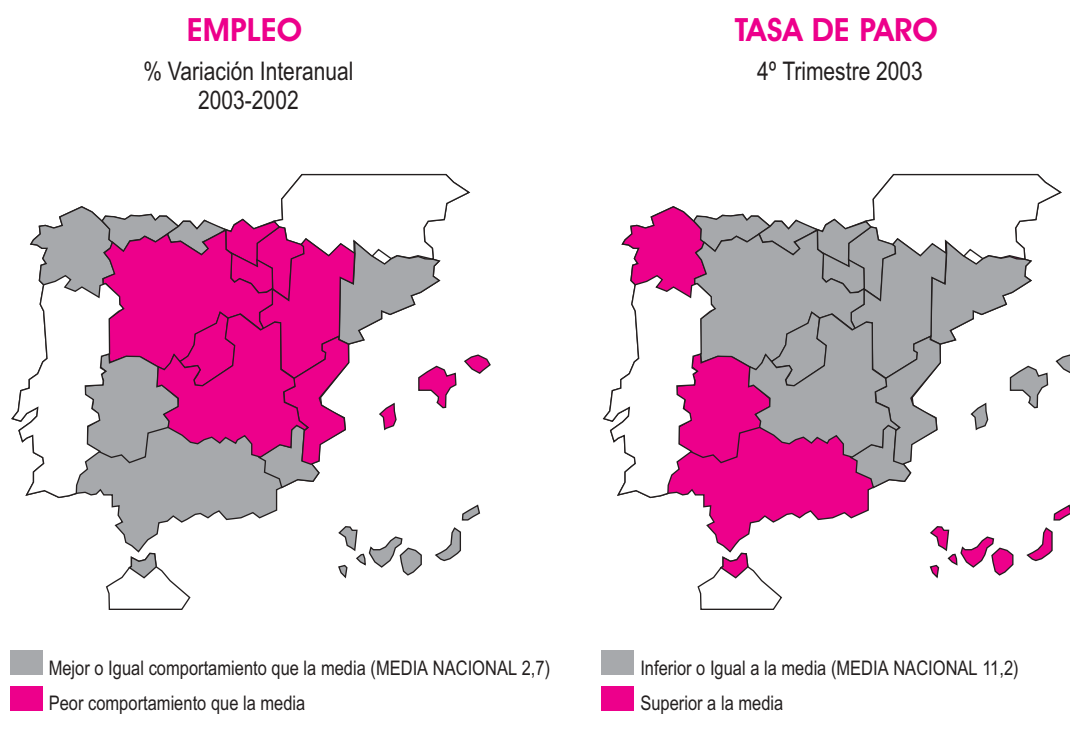 EMPLEO
% Variación Interanual
2003-2002
TASA DE PARO
4º Trimestre 2003
Mejor o Igual comportamiento que la media (MEDIA NACIONAL 2,7)
Peor comportamiento que la media
Inferior o Igual a la media (MEDIA NACIONAL 11,2)
Superior a la media